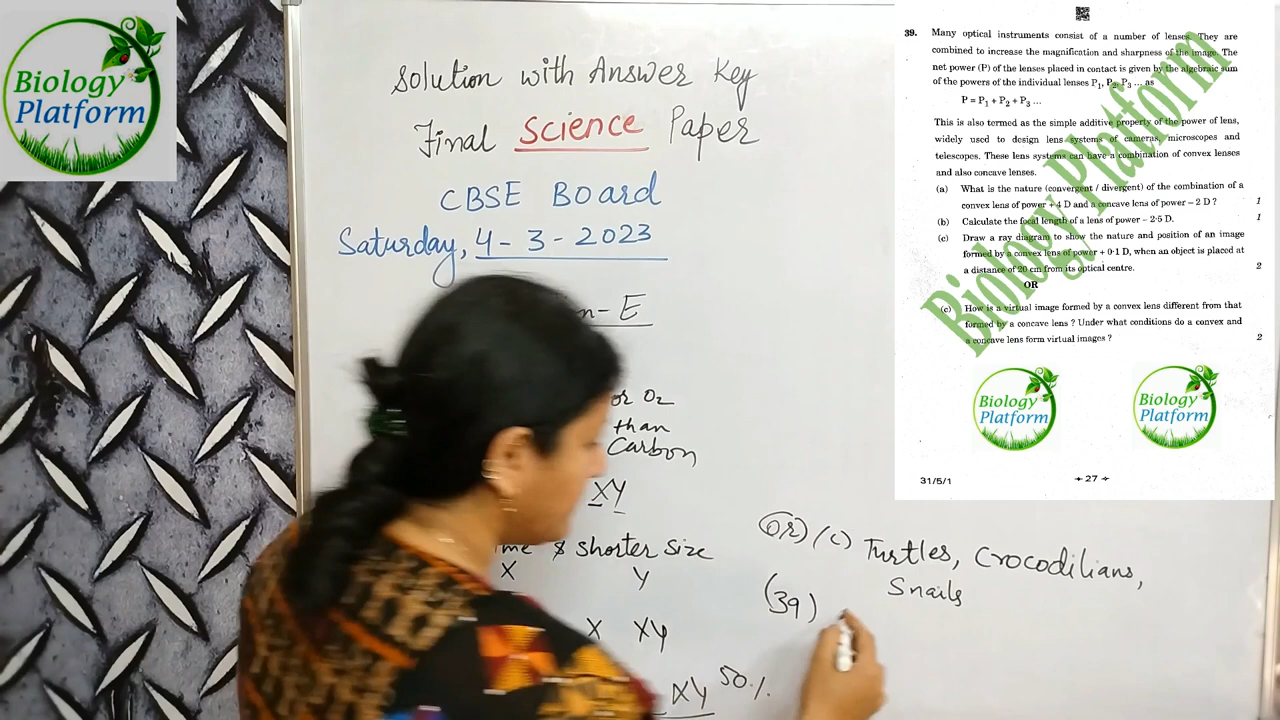 Biology
Platform
Solution with Answer Key
Final Science Paper
CBSE Board
Saturday, 4-3-2023
n-E
or O2
than
Carbon
XY
me & shorter size
X Y
X XY
XY 50%
OR) (c) Turtles, Crocodilians,
Snails
(39)
39. Many optical instruments consist of a number of lenses. They are
combined to increase the magnification and sharpness of the image. The
net power (P) of the lenses placed in contact is given by the algebraic sum
of the powers of the individual lenses P1, P2, P3 ... as
P = P1 + P2 + P3 ...
This is also termed as the simple additive property of the power of lens,
widely used to design lens systems of cameras, microscopes and
telescopes. These lens systems can have a combination of convex lenses
and also concave lenses.
(a) What is the nature (convergent / divergent) of the combination of a
convex lens of power + 4 D and a concave lens of power – 2 D ? 1
(b) Calculate the focal length of a lens of power – 2·5 D. 1
(c) Draw a ray diagram to show the nature and position of an image
formed by a convex lens of power + 0·1 D, when an object is placed at
a distance of 20 cm from its optical centre. 2
OR
(c) How is a virtual image formed by a convex lens different from that
formed by a concave lens ? Under what conditions do a convex and
a concave lens form virtual images ? 2
Biology Platform
Biology
Platform
Biology
Platform
31/5/1
27